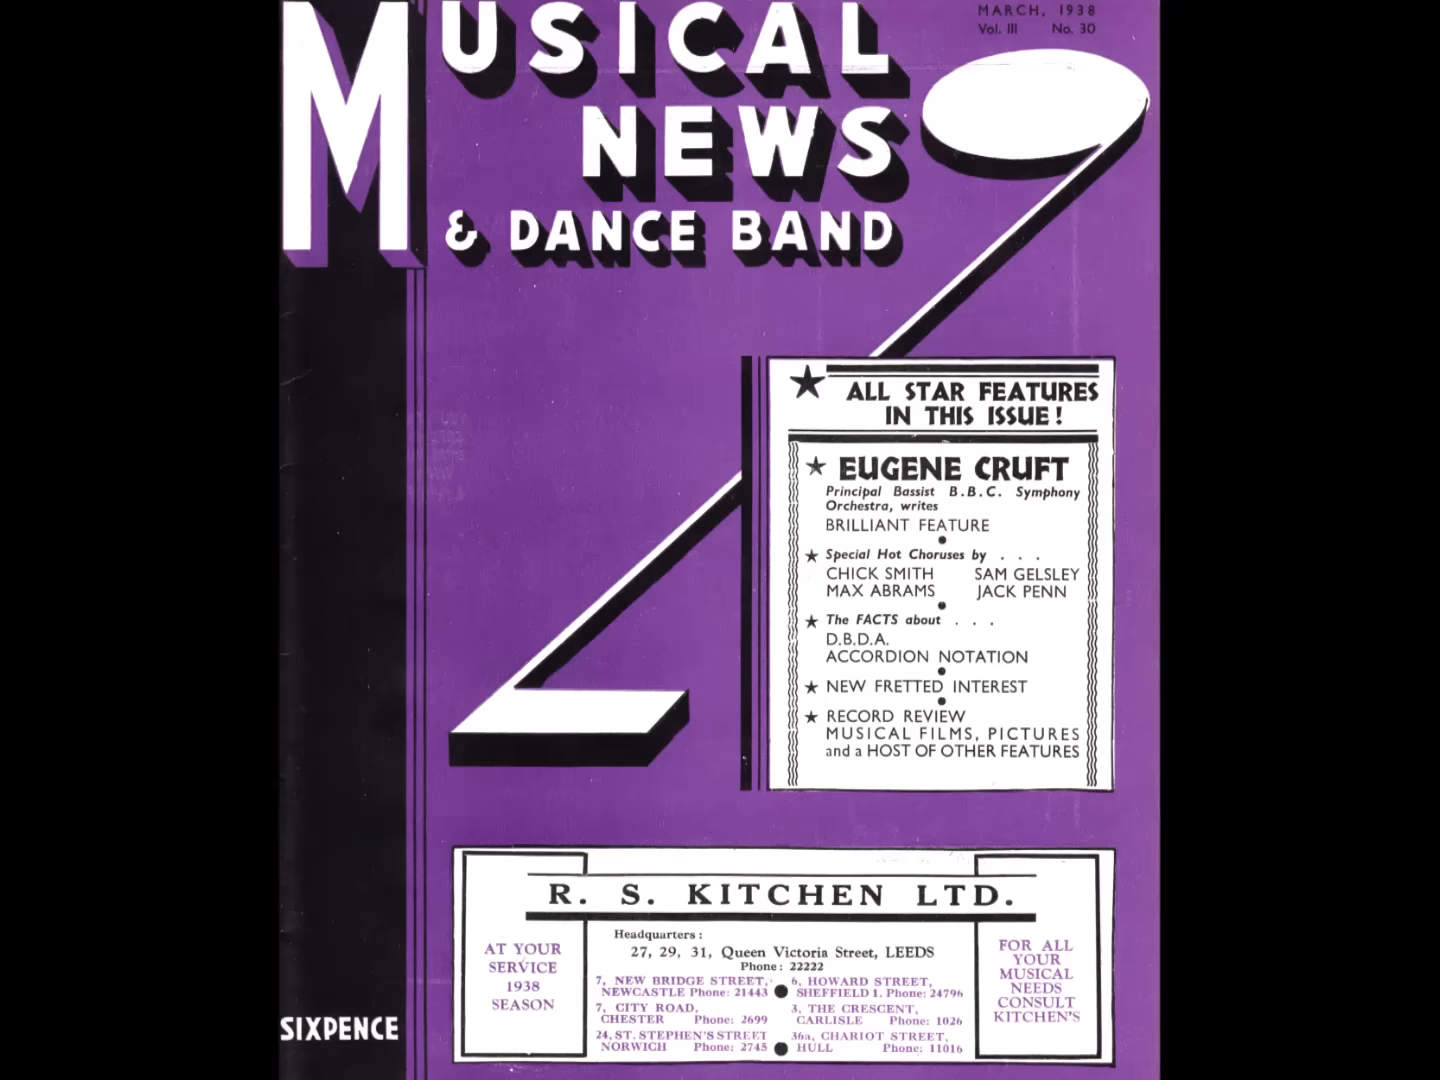 MUSICAL
NEWS
& DANCE BAND
MARCH, 1938
Vol. III No. 30
ALL STAR FEATURES
IN THIS ISSUE!
EUGENE CRUFT
Principal Bassist B.B.C. Symphony
Orchestra, writes
BRILLIANT FEATURE
Special Hot Choruses by . . .
CHICK SMITH SAM GELSLEY
MAX ABRAMS JACK PENN
The FACTS about . . .
D.B.D.A.
ACCORDION NOTATION
NEW FRETTED INTEREST
RECORD REVIEW
MUSICAL FILMS, PICTURES
and a HOST OF OTHER FEATURES
R. S. KITCHEN LTD.
AT YOUR
SERVICE
1938
SEASON
Headquarters:
27, 29, 31, Queen Victoria Street, LEEDS
Phone: 22222
7, NEW BRIDGE STREET,
NEWCASTLE Phone: 21443
7, CITY ROAD,
CHESTER Phone: 2699
24, ST. STEPHEN'S STREET
NORWICH Phone: 2745
6, HOWARD STREET,
SHEFFIELD 1. Phone: 24796
3, THE CRESCENT,
CARLISLE Phone: 1026
36a, CHARIOT STREET,
HULL Phone: 11016
FOR ALL
YOUR
MUSICAL
NEEDS
CONSULT
KITCHEN'S
SIXPENCE